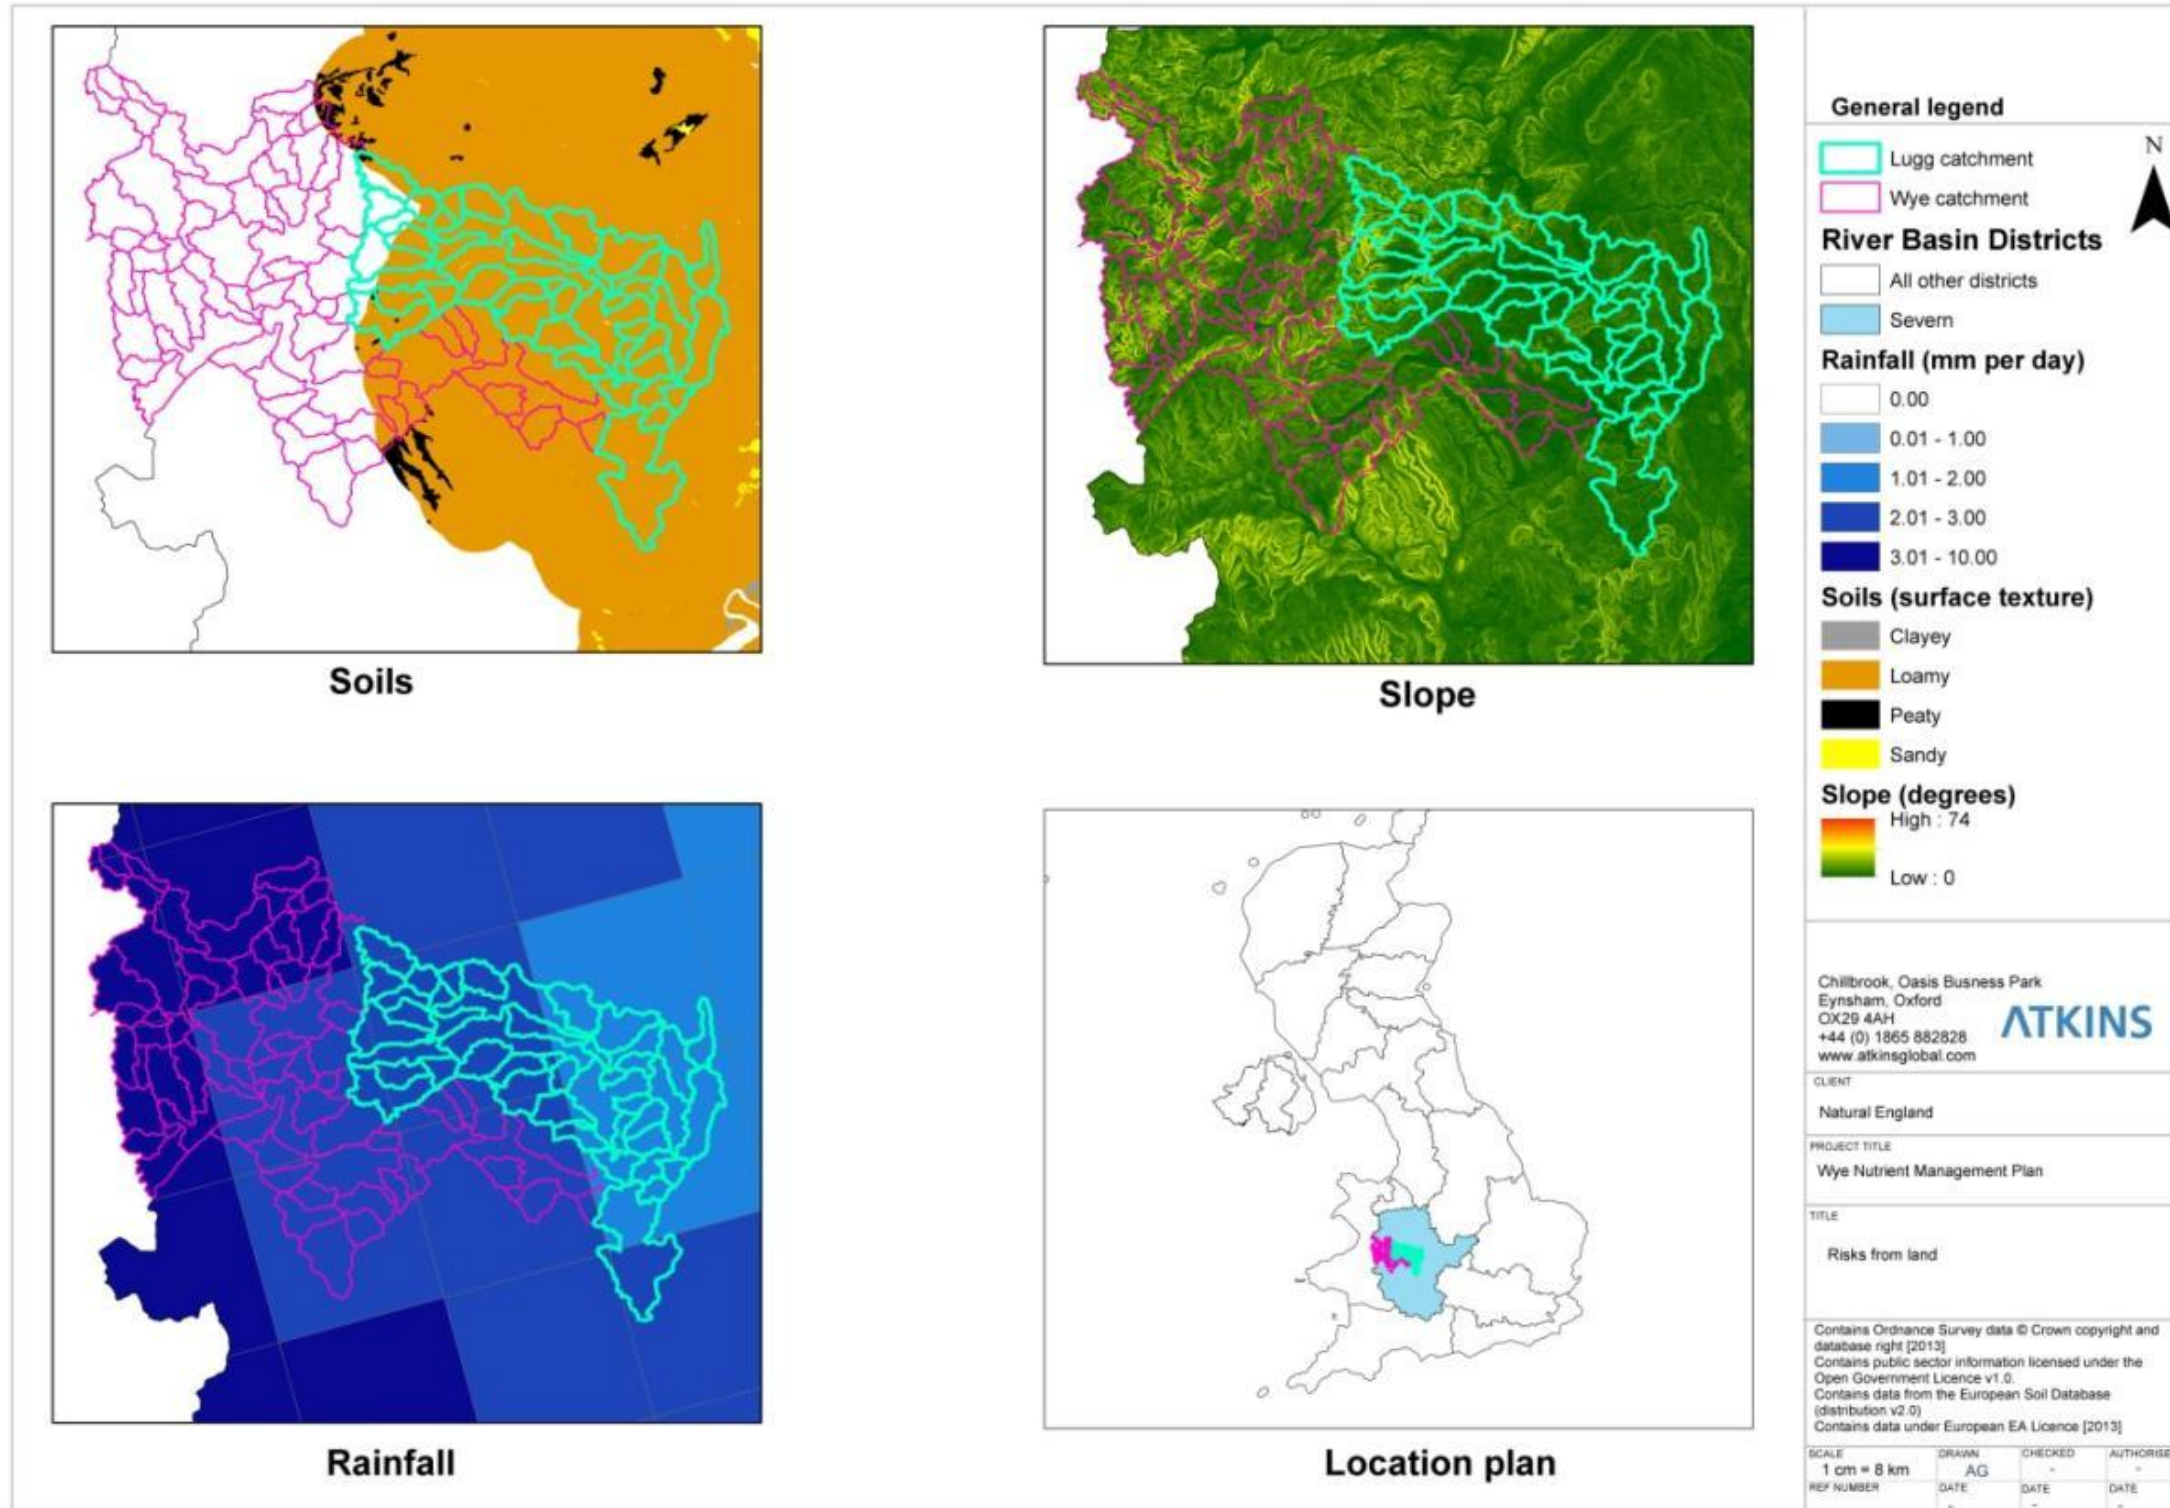 Soils
Slope
Rainfall
Location plan
General legend
N
Lugg catchment
Wye catchment
River Basin Districts
All other districts
Severn
Rainfall (mm per day)
0.00
0.01 - 1.00
1.01 - 2.00
2.01 - 3.00
3.01 - 10.00
Soils (surface texture)
Clayey
Loamy
Peaty
Sandy
Slope (degrees)
High : 74
Low : 0
Chillbrook, Oasis Busness Park
Eynsham, Oxford
OX29 4AH
+44 (0) 1865 882828
www.atkinsglobal.com
ATKINS
CLIENT
Natural England
PROJECT TITLE
Wye Nutrient Management Plan
TITLE
Risks from land
Contains Ordnance Survey data © Crown copyright and
database right [2013]
Contains public sector information licensed under the
Open Government Licence v1.0.
Contains data from the European Soil Database
(distribution v2.0)
Contains data under European EA Licence [2013]
SCALE DRAWN CHECKED AUTHORISE
1 cm = 8 km AG - -
REF NUMBER DATE DATE DATE
- - -